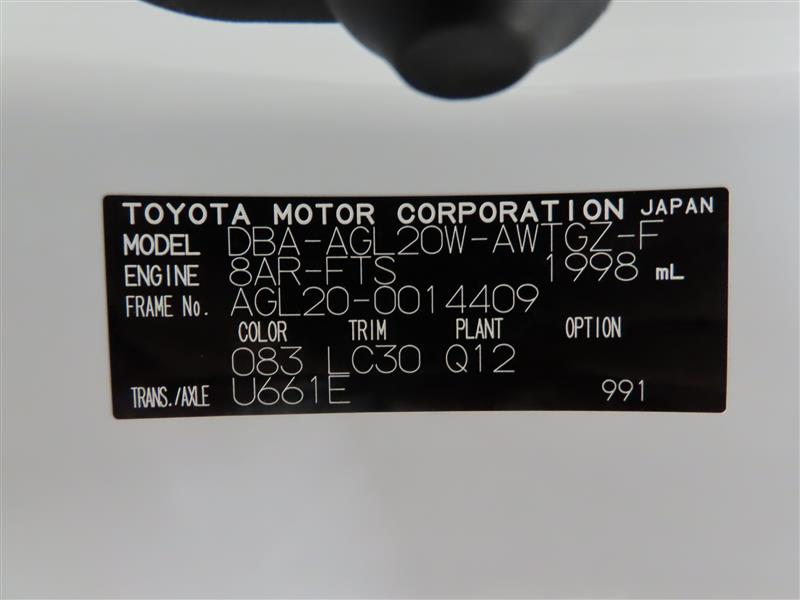 TOYOTA MOTOR CORPORATION JAPAN
MODEL DBA-AGL20W-AWTGZ-F
ENGINE 8AR-FTS 1998 mL
FRAME No. AGL20-0014409
COLOR TRIM PLANT OPTION
083 LC30 Q12
TRANS./AXLE U661E 991